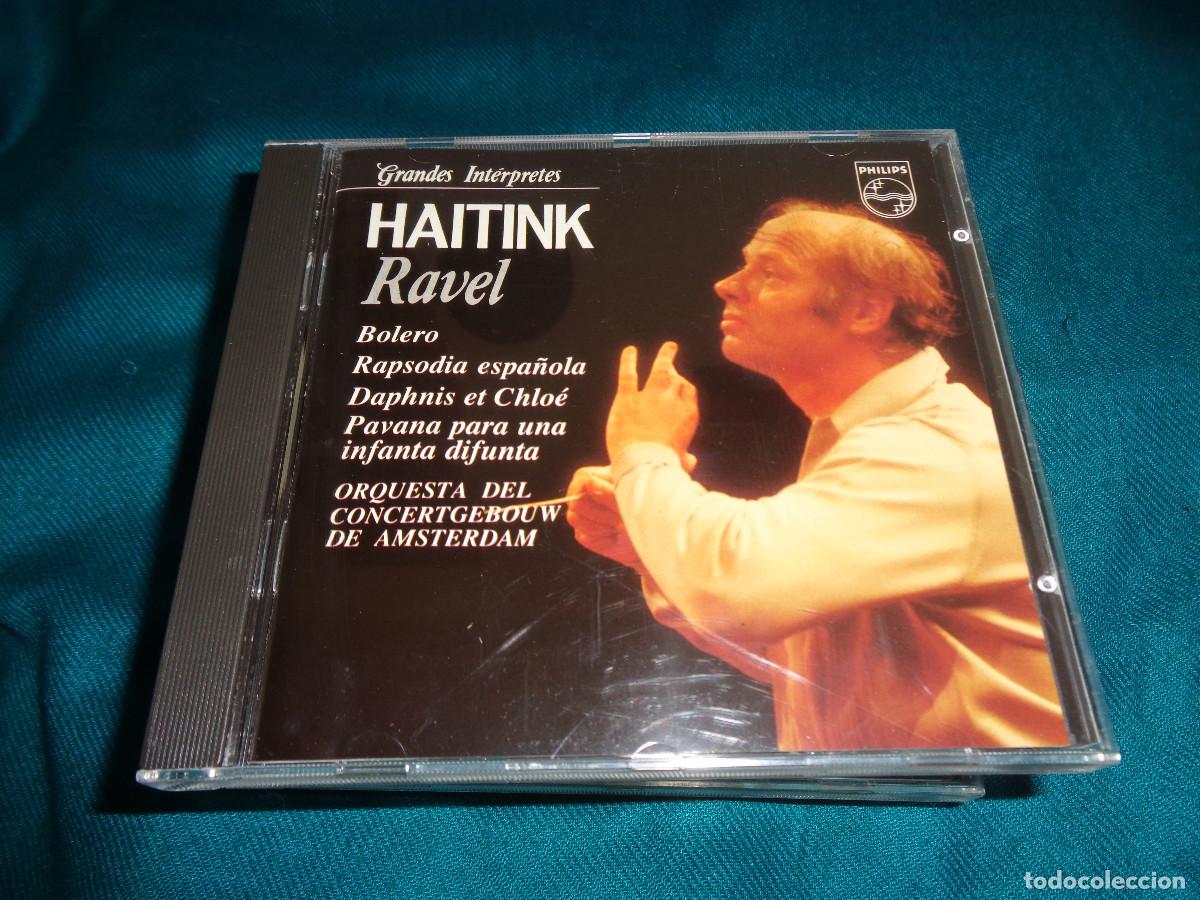 Grandes Intérpretes
PHILIPS
HAITINK
Ravel
Bolero
Rapsodia española
Daphnis et Chloé
Pavana para una
infanta difunta
ORQUESTA DEL
CONCERTGEBOUW
DE AMSTERDAM
todocoleccion